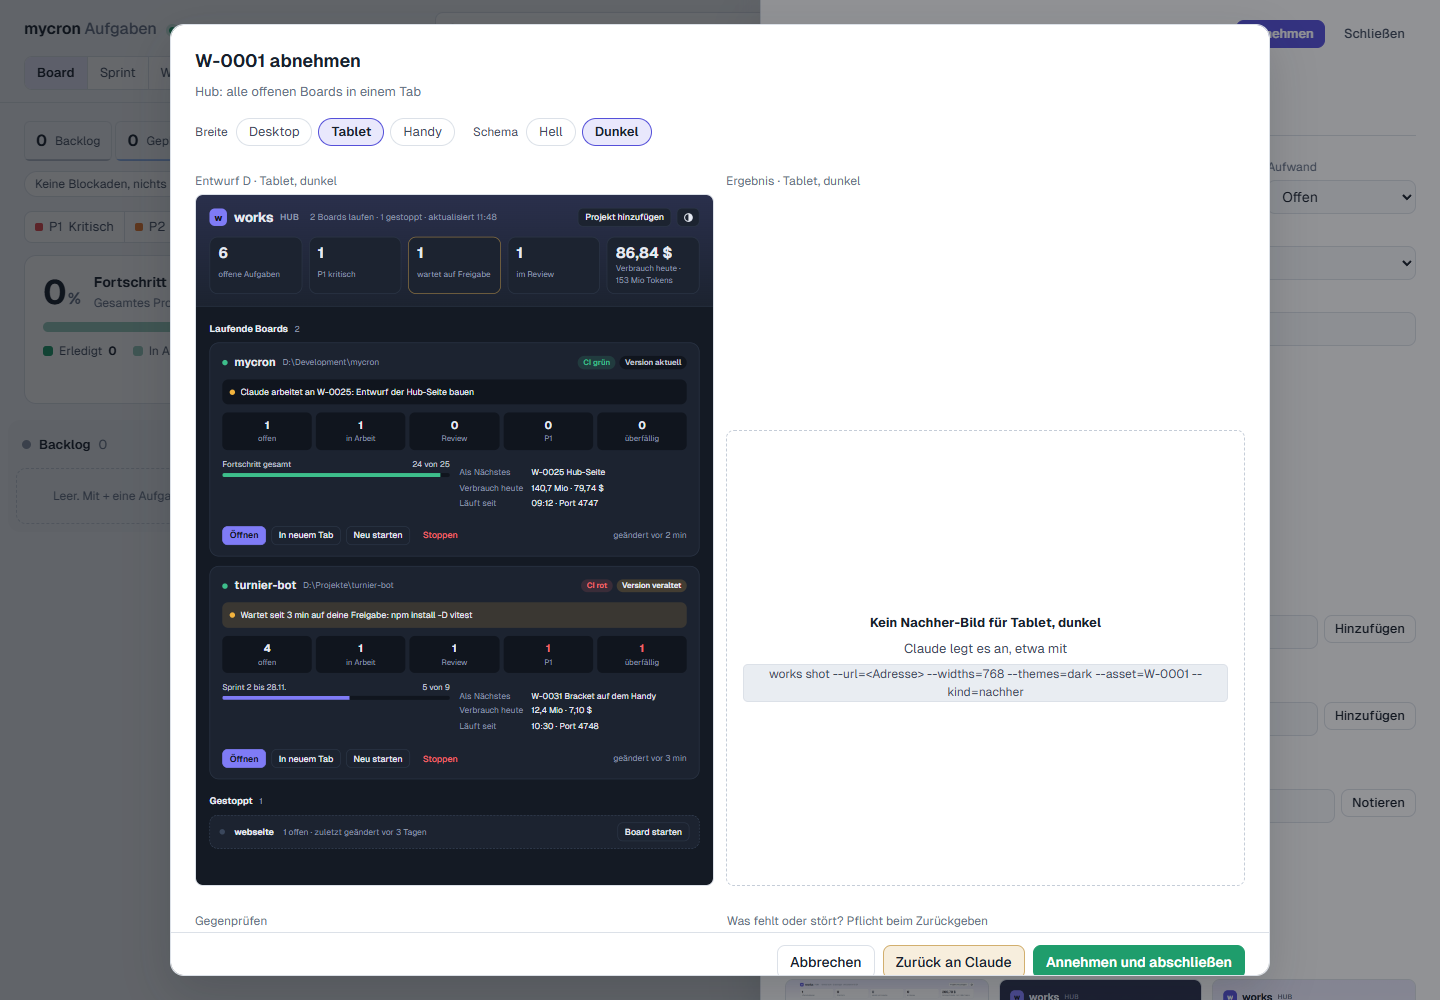 mycron Aufgaben
ehmen
Schließen
Board
Sprint
W
0 Backlog
0 Gep
Keine Blockaden, nichts
P1 Kritisch
P2
0%
Fortschritt
Gesamtes Pro
Erledigt 0
In A
Backlog 0
Leer. Mit + eine Aufga
Aufwand
Offen
Hinzufügen
Hinzufügen
Notieren
W-0001 abnehmen
Hub: alle offenen Boards in einem Tab
Breite Desktop Tablet Handy Schema Hell Dunkel
Entwurf D · Tablet, dunkel
w works HUB 2 Boards laufen · 1 gestoppt · aktualisiert 11:48 Projekt hinzufügen
6
offene Aufgaben
1
P1 kritisch
1
wartet auf Freigabe
1
im Review
86,84 $
Verbrauch heute ·
153 Mio Tokens
Laufende Boards 2
mycron D:\Development\mycron CI grün Version aktuell
Claude arbeitet an W-0025: Entwurf der Hub-Seite bauen
1
offen
1
in Arbeit
0
Review
0
P1
0
überfällig
Fortschritt gesamt 24 von 25
Als Nächstes W-0025 Hub-Seite
Verbrauch heute 140,7 Mio · 79,74 $
Läuft seit 09:12 · Port 4747
Öffnen In neuem Tab Neu starten Stoppen geändert vor 2 min
turnier-bot D:\Projekte\turnier-bot CI rot Version veraltet
Wartet seit 3 min auf deine Freigabe: npm install -D vitest
4
offen
1
in Arbeit
1
Review
1
P1
1
überfällig
Sprint 2 bis 28.11. 5 von 9
Als Nächstes W-0031 Bracket auf dem Handy
Verbrauch heute 12,4 Mio · 7,10 $
Läuft seit 10:30 · Port 4748
Öffnen In neuem Tab Neu starten Stoppen geändert vor 3 min
Gestoppt 1
webseite 1 offen · zuletzt geändert vor 3 Tagen Board starten
Ergebnis · Tablet, dunkel
Kein Nachher-Bild für Tablet, dunkel
Claude legt es an, etwa mit
works shot --url=<Adresse> --widths=768 --themes=dark --asset=W-0001 --
kind=nachher
Gegenprüfen
Was fehlt oder stört? Pflicht beim Zurückgeben
Abbrechen
Zurück an Claude
Annehmen und abschließen
works HUB
works HUB